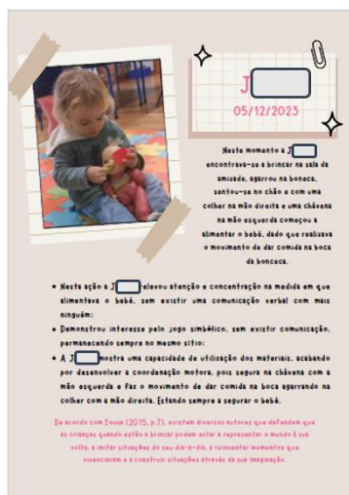 J
05/12/2023
Neste momento a J
encontrava-se a brincar na sala da
amizade, agarrou na boneca,
sentou-se no chão e com uma
colher na mão direita e uma chávena
na mão esquerda começou a
alimentar o bebé, dado que realizava
o movimento de dar comida na boca
da boneca.
• Nesta ação a J revelou atenção e concentração na medida em que
alimentava o bebé, sem existir uma comunicação verbal com mais
ninguém;
• Demonstrou interesse pelo jogo simbólico, sem existir comunicação,
permanecendo sempre no mesmo sítio;
• A J mostra uma capacidade de utilização dos materiais, acabando
por desenvolver a coordenação motora, pois segura na chávena com a
mão esquerda e faz o movimento de dar comida na boca agarrando na
colher com a mão direita. Estando sempre a segurar o bebé.
De acordo com Sousa (2015, p.7), existem diversos autores que defendem que
as crianças quando estão a brincar podem estar a representar o mundo à sua
volta, a imitar situações do seu dia-a-dia, a reinventar momentos que
vivenciaram e a construir situações através da sua imaginação.